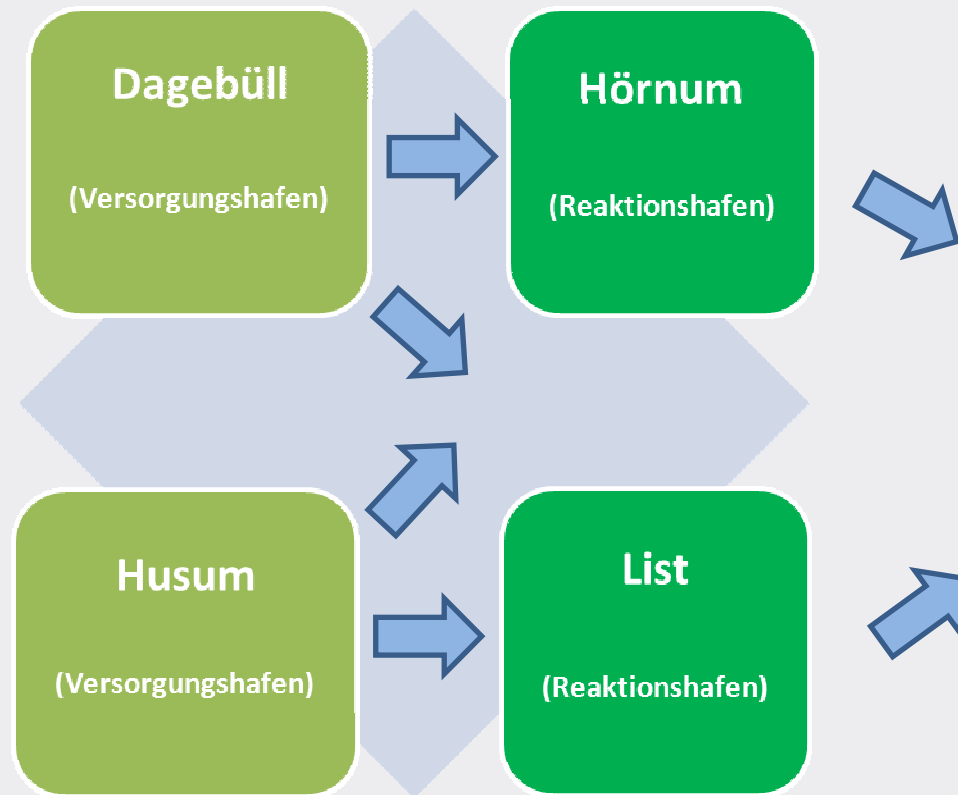 Dagebüll
(Versorgungshafen)
Hörnum
(Reaktionshafen)
Husum
(Versorgungshafen)
List
(Reaktionshafen)